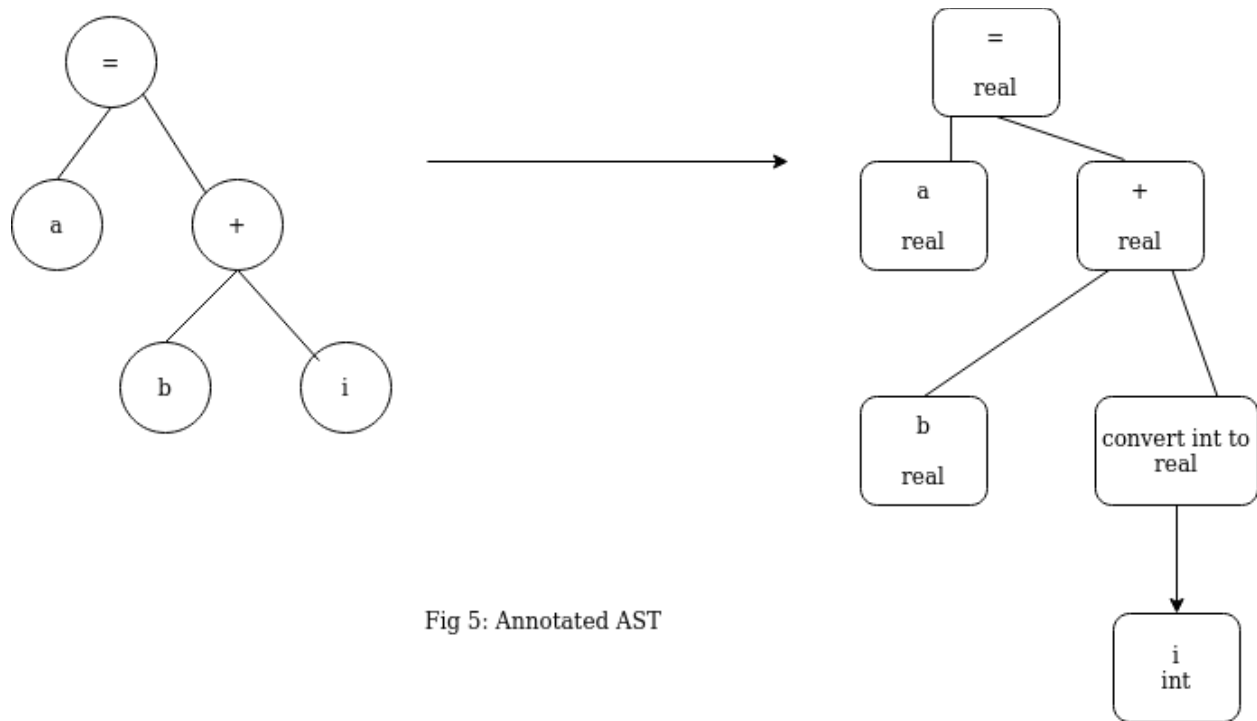 =
a
+
b
i
=
real
a
real
+
real
b
real
convert int to
real
i
int
Fig 5: Annotated AST